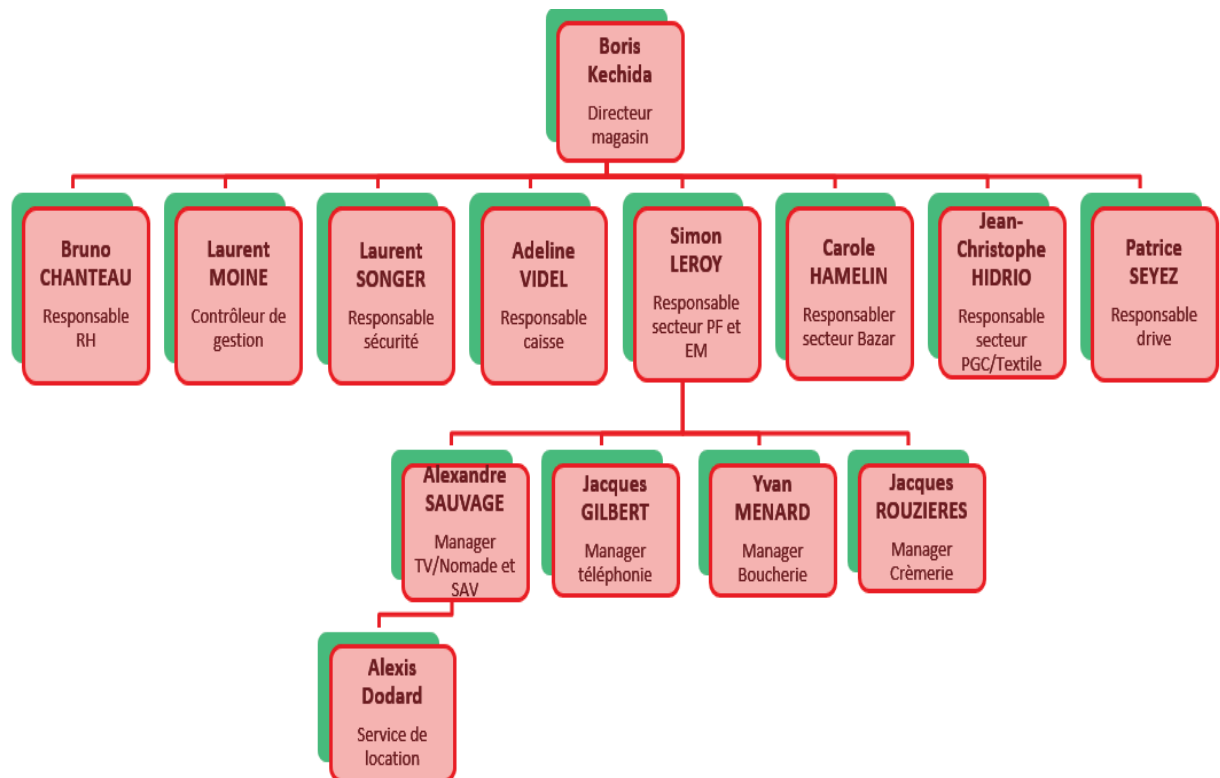 Boris
Kechida
Directeur
magasin
Bruno
CHANTEAU
Responsable
RH
Laurent
MOINE
Contrôleur de
gestion
Laurent
SONGER
Responsable
sécurité
Adeline
VIDEL
Responsable
caisse
Simon
LEROY
Responsable
secteur PF et
EM
Carole
HAMELIN
Responsabler
secteur Bazar
Jean-
Christophe
HIDRIO
Responsable
secteur
PGC/Textile
Patrice
SEYEZ
Responsable
drive
Alexandre
SAUVAGE
Manager
TV/Nomade et
SAV
Jacques
GILBERT
Manager
téléphonie
Yvan
MENARD
Manager
Boucherie
Jacques
ROUZIERES
Manager
Crèmerie
Alexis
Dodard
Service de
location